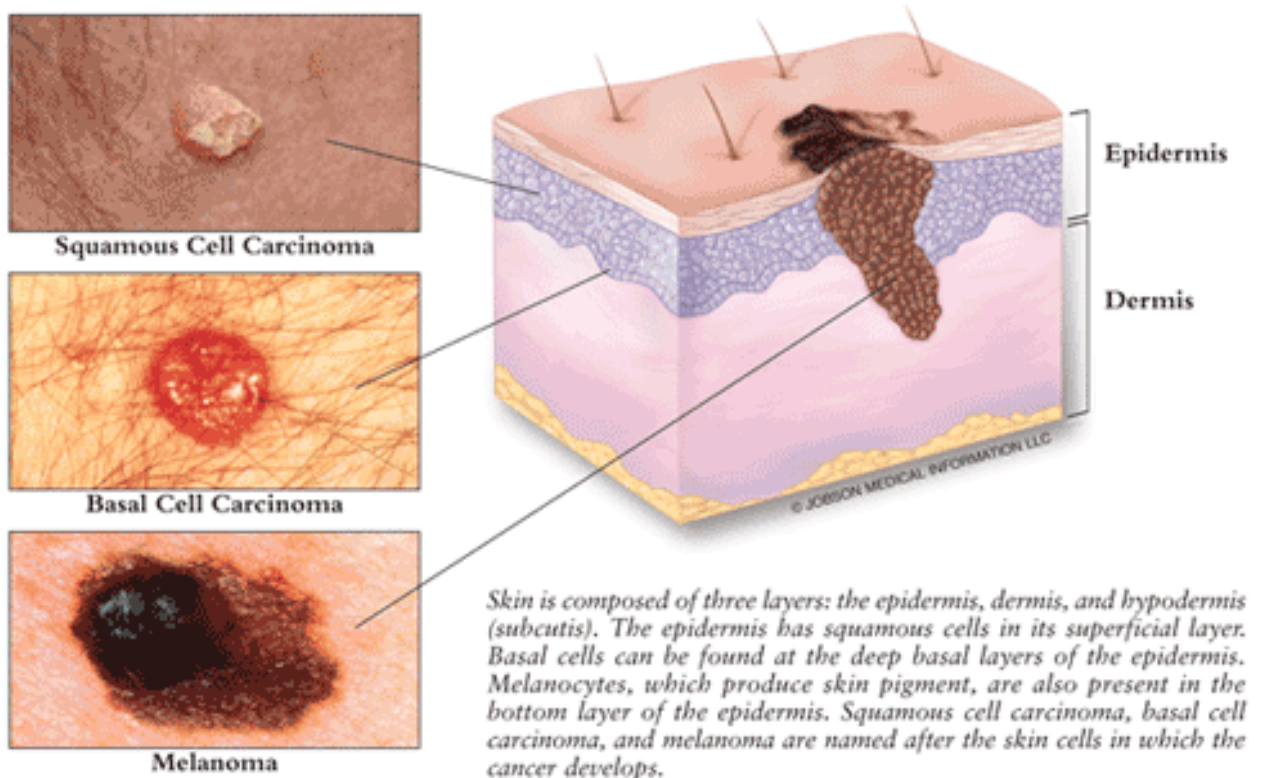 Squamous Cell Carcinoma
Basal Cell Carcinoma
Melanoma
Epidermis
Dermis
© JOBSON MEDICAL INFORMATION LLC
Skin is composed of three layers: the epidermis, dermis, and hypodermis
(subcutis). The epidermis has squamous cells in its superficial layer.
Basal cells can be found at the deep basal layers of the epidermis.
Melanocytes, which produce skin pigment, are also present in the
bottom layer of the epidermis. Squamous cell carcinoma, basal cell
carcinoma, and melanoma are named after the skin cells in which the
cancer develops.